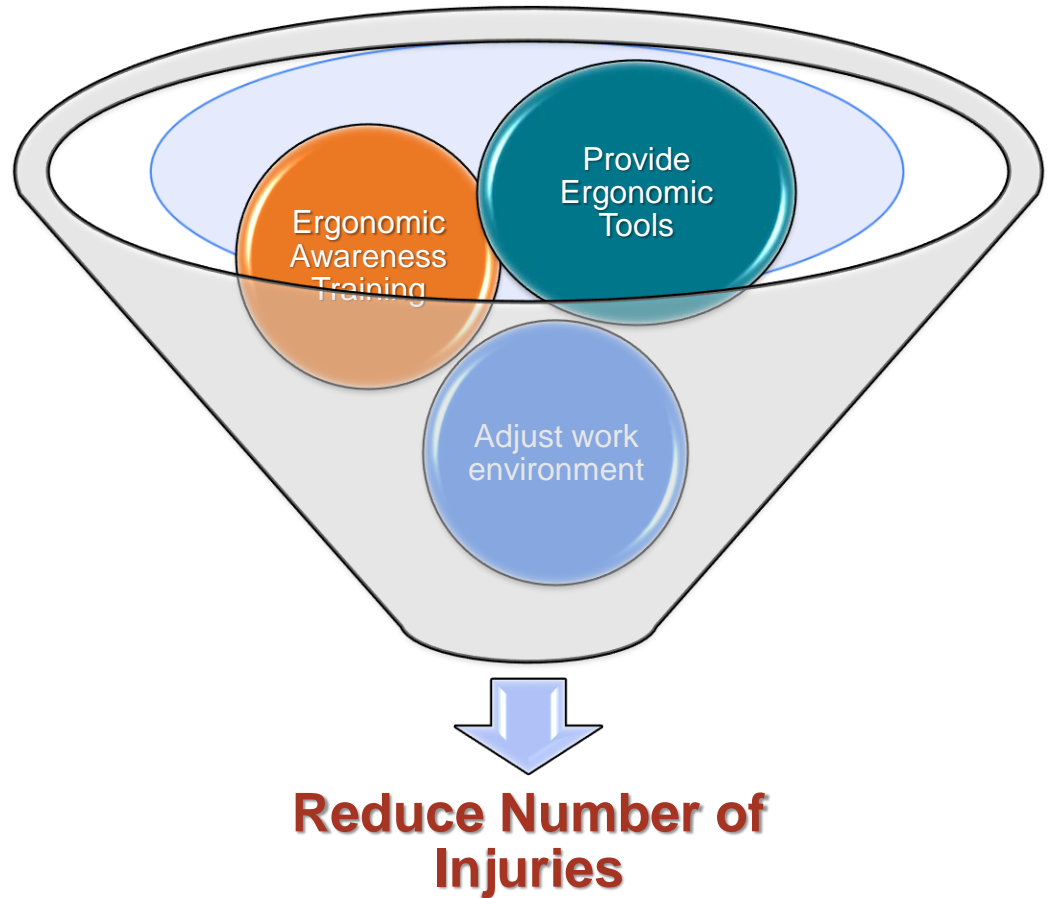 Provide
Ergonomic
Tools
Ergonomic
Awareness
Training
Adjust work
environment
Reduce Number of
Injuries